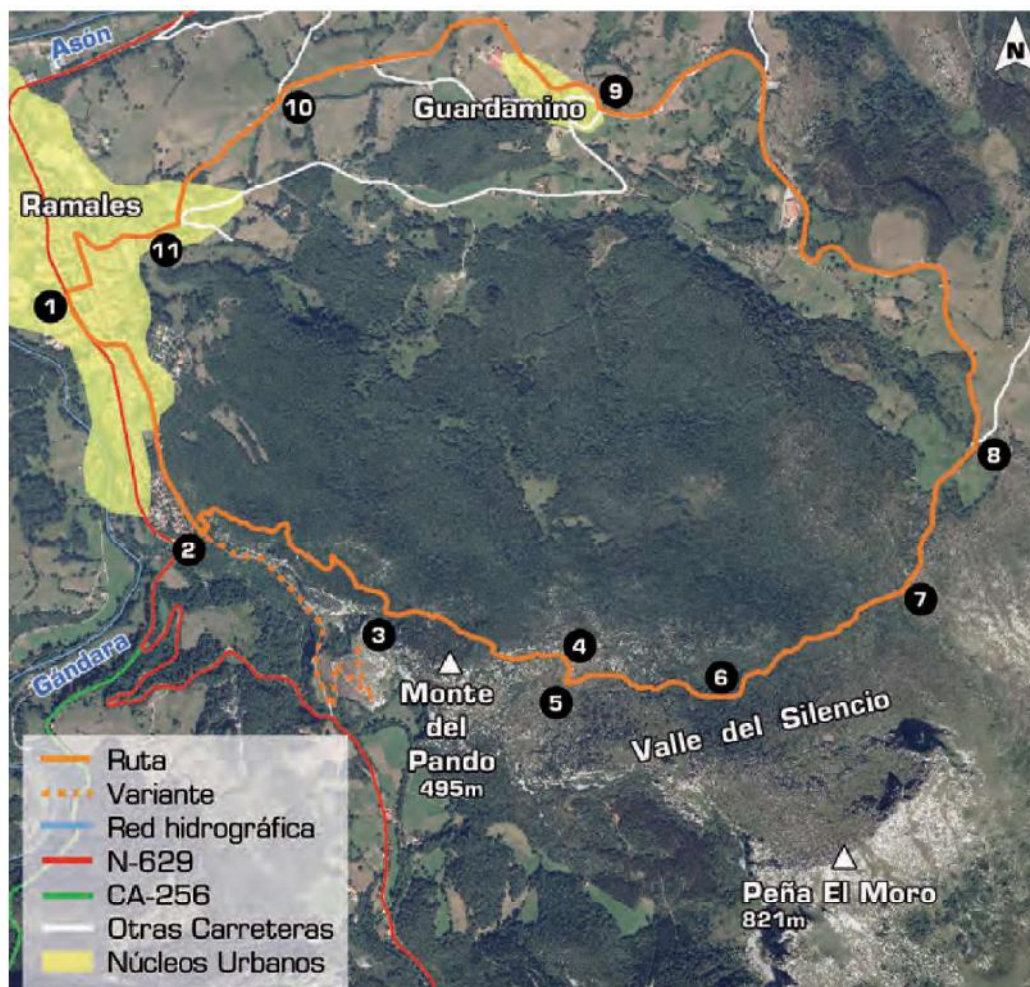 Asón
N
10
9
Guardamino
Ramales
11
1
8
2
7
3
4
6
5
Gándara
Monte
del
Pando
495m
Valle del Silencio
Peña El Moro
821m
Ruta
Variante
Red hidrográfica
N-629
CA-256
Otras Carreteras
Núcleos Urbanos